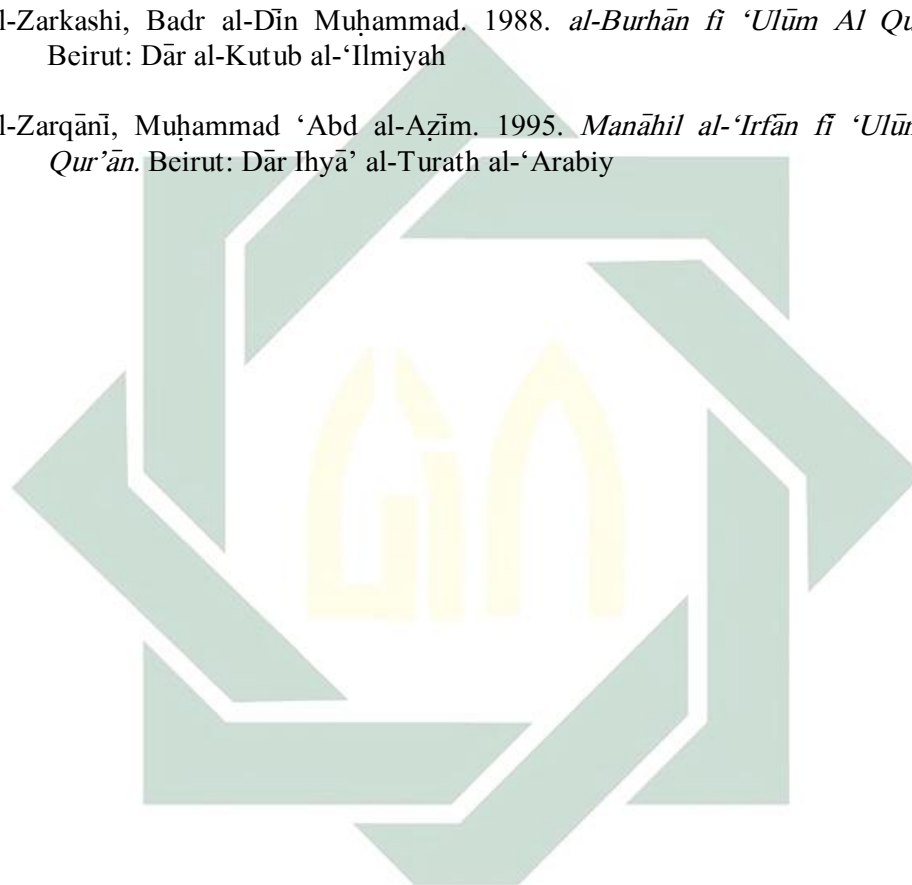 l-Zarkashi, Badr al-Dīn Muḥammad. 1988. al-Burhān fi ‘Ulūm Al Qu
Beirut: Dār al-Kutub al-‘Ilmiyah
l-Zarqānī, Muḥammad ‘Abd al-Aẓīm. 1995. Manāhil al-‘Irfān fī ‘Ulūn
Qur’ān. Beirut: Dār Ihyā’ al-Turath al-‘Arabiy